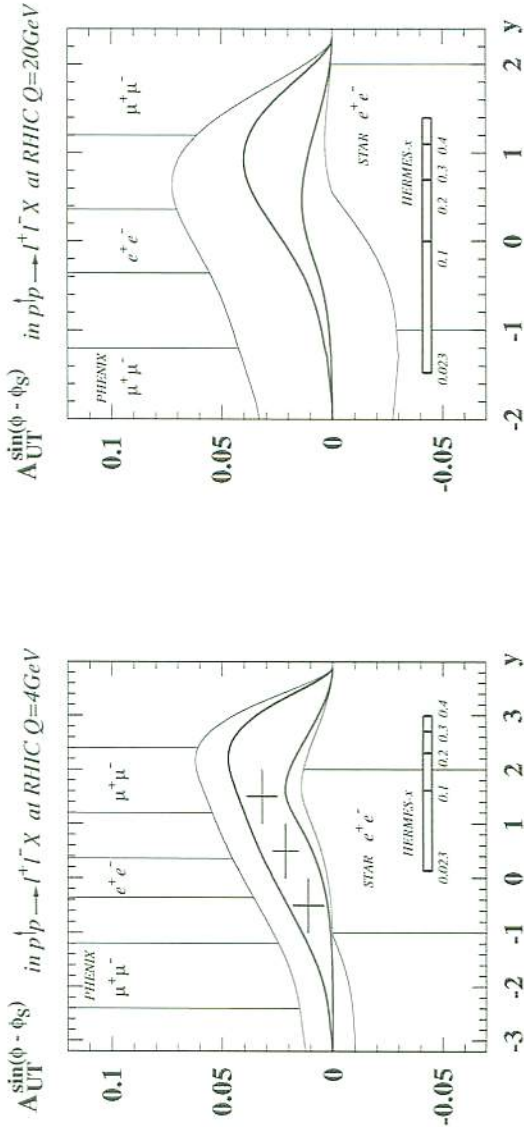 A_UT^sin(ϕ - ϕ_S) in p↑p → l⁺l⁻X at RHIC Q=4GeV
0.1
0.05
0
-0.05
PHENIX
μ⁺μ⁻ e⁺e⁻ μ⁺μ⁻
STAR e⁺e⁻
HERMES-x
0.023 0.1 0.2 0.3 0.4
-3 -2 -1 0 1 2 3 y
A_UT^sin(ϕ - ϕ_S) in p↑p → l⁺l⁻X at RHIC Q=20GeV
0.1
0.05
0
-0.05
PHENIX
μ⁺μ⁻ e⁺e⁻ μ⁺μ⁻
STAR e⁺e⁻
HERMES-x
0.023 0.1 0.2 0.3 0.4
-2 -1 0 1 2 y